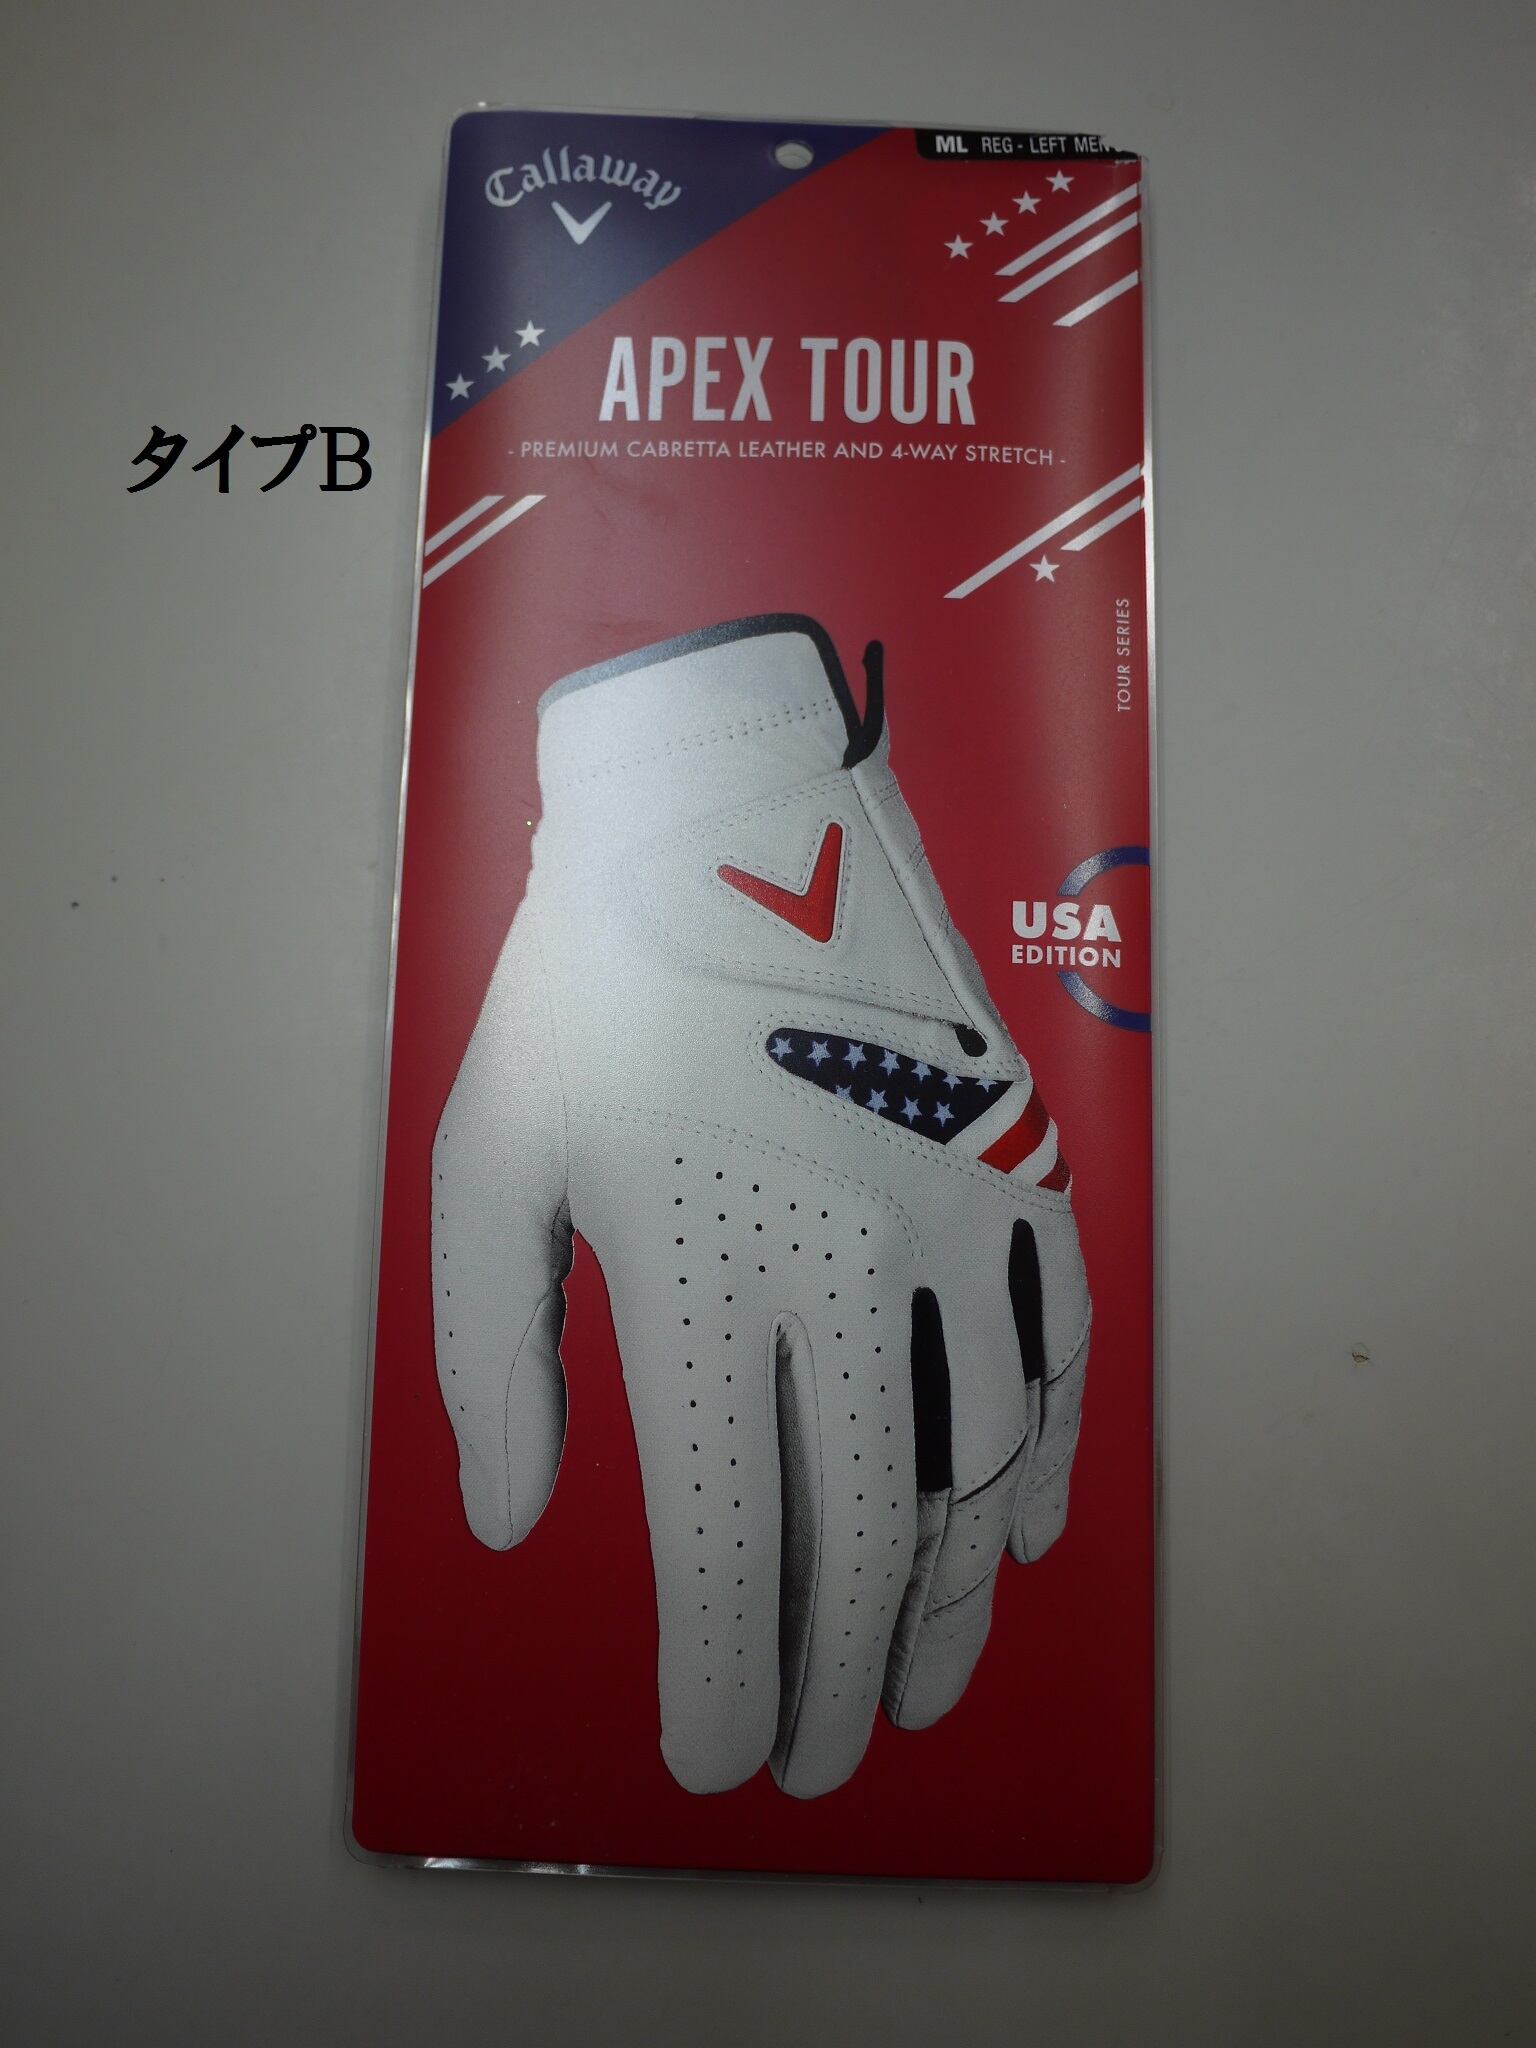 Callaway
ML REG - LEFT MEN'S
APEX TOUR
- PREMIUM CABRETTA LEATHER AND 4-WAY STRETCH -
タイプB
TOUR SERIES
USA
EDITION